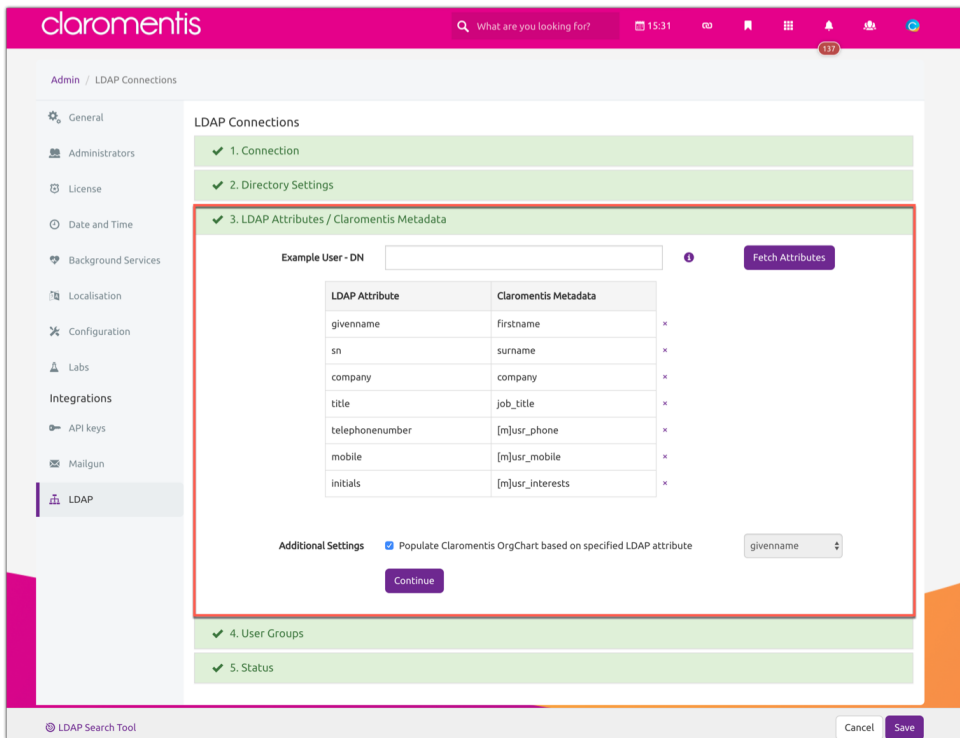 claromentis
What are you looking for?
15:31
137
Admin / LDAP Connections
General
Administrators
License
Date and Time
Background Services
Localisation
Configuration
Labs
Integrations
API keys
Mailgun
LDAP
LDAP Connections
1. Connection
2. Directory Settings
3. LDAP Attributes / Claromentis Metadata
Example User - DN
Fetch Attributes
LDAP Attribute Claromentis Metadata
givenname firstname ×
sn surname ×
company company ×
title job_title ×
telephonenumber [m]usr_phone ×
mobile [m]usr_mobile ×
initials [m]usr_interests ×
Additional Settings Populate Claromentis OrgChart based on specified LDAP attribute givenname
Continue
4. User Groups
5. Status
LDAP Search Tool
Cancel Save